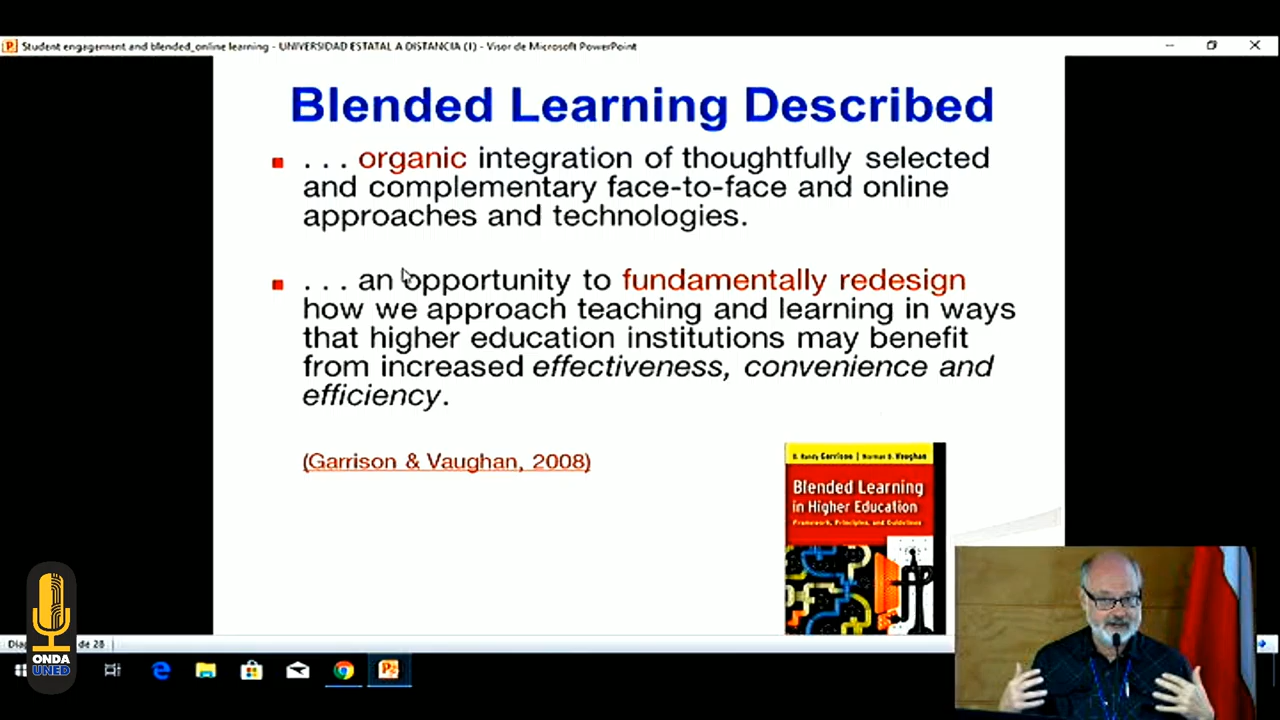 Student engagement and blended_online learning - UNIVERSIDAD ESTATAL A DISTANCIA (1) - Visor de Microsoft PowerPoint
Blended Learning Described
. . . organic integration of thoughtfully selected
and complementary face-to-face and online
approaches and technologies.
. . . an opportunity to fundamentally redesign
how we approach teaching and learning in ways
that higher education institutions may benefit
from increased effectiveness, convenience and
efficiency.
(Garrison & Vaughan, 2008)
D. Randy Garrison | Norman D. Vaughan
Blended Learning
in Higher Education
Framework, Principles, and Guidelines
de 28
ONDA
UNED